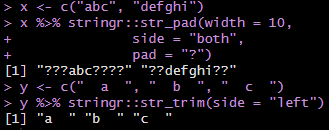 > x <- c("abc", "defghi")
> x %>% stringr::str_pad(width = 10,
+ side = "both",
+ pad = "?")
[1] "???abc????" "??defghi??"
> y <- c("  a  ", "  b  ", "  c  ")
> y %>% stringr::str_trim(side = "left")
[1] "a  " "b  " "c  "